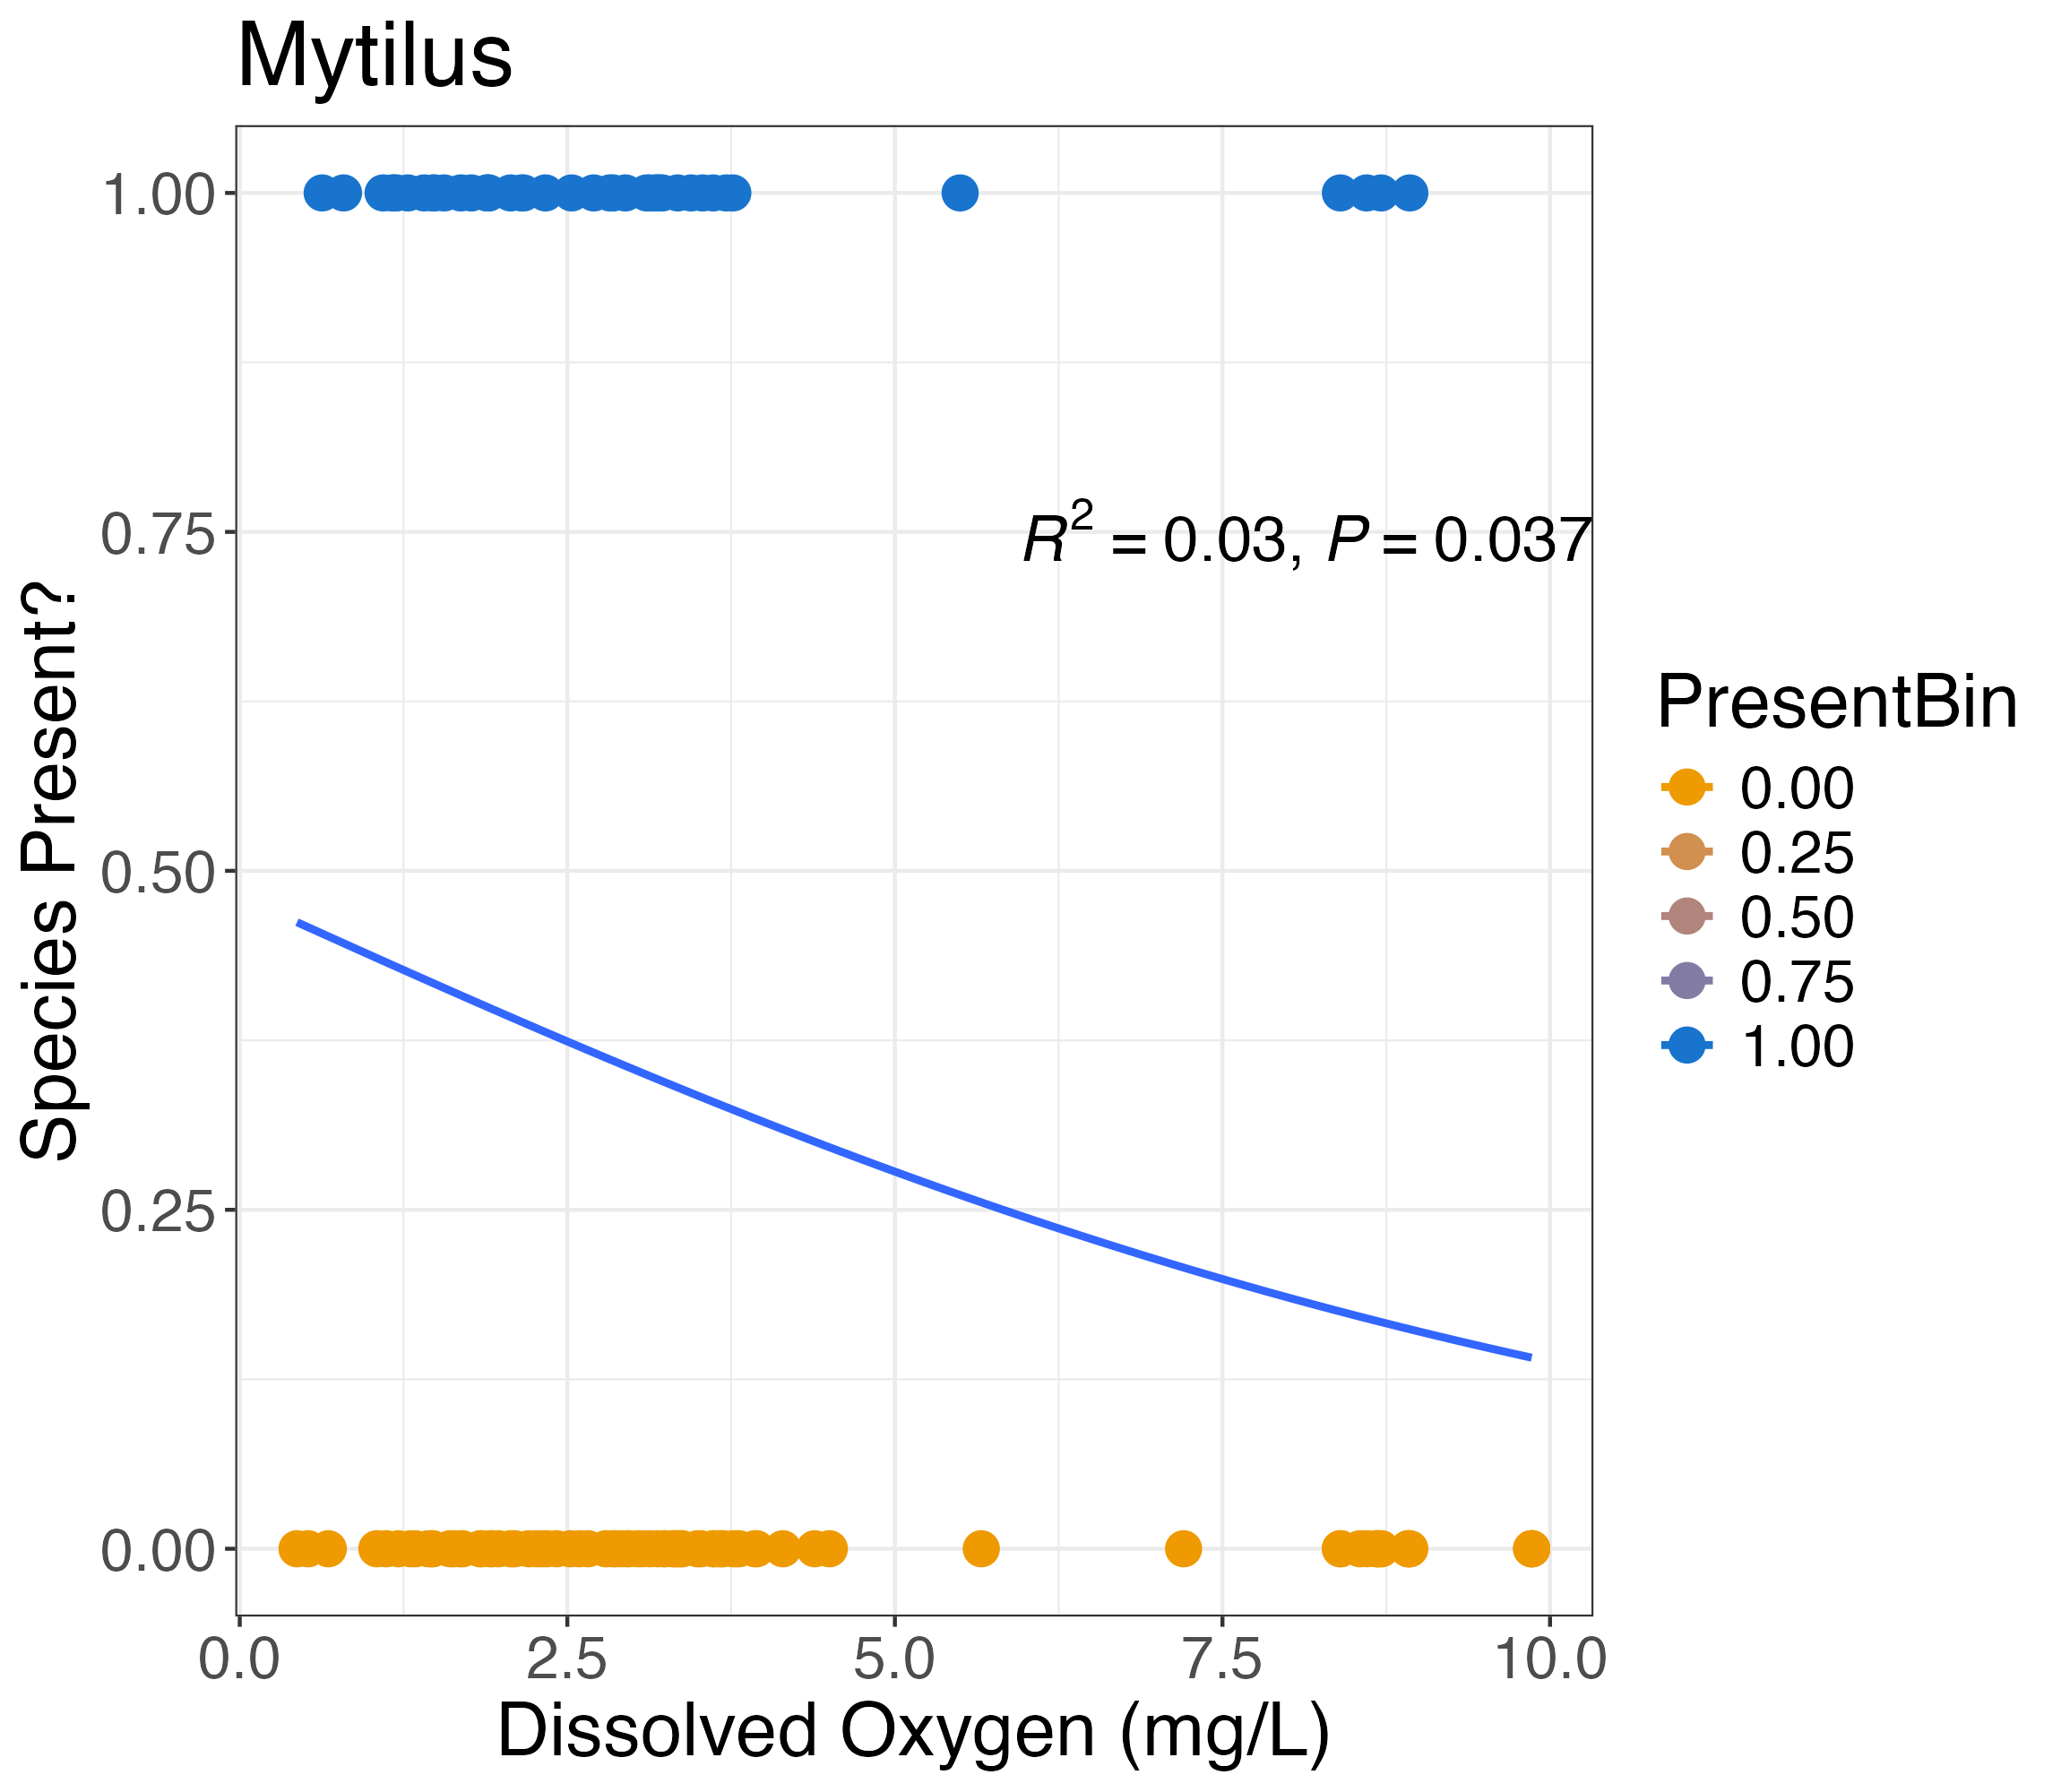 Mytilus
1.00
0.75
0.50
0.25
0.00
Species Present?
R² = 0.03, P = 0.037
0.0 2.5 5.0 7.5 10.0
Dissolved Oxygen (mg/L)
PresentBin
0.00
0.25
0.50
0.75
1.00